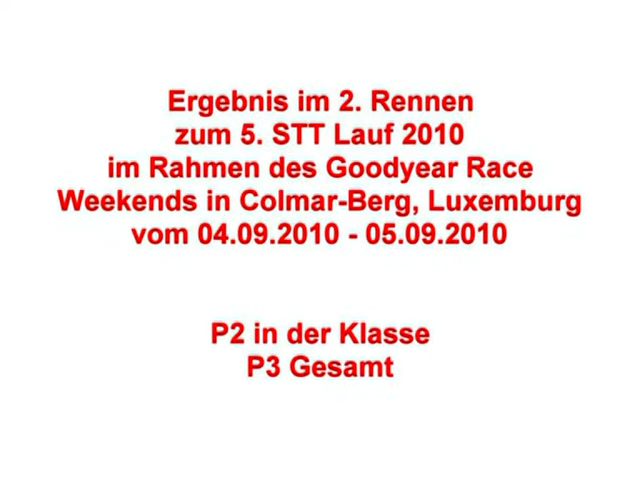 Ergebnis im 2. Rennen
zum 5. STT Lauf 2010
im Rahmen des Goodyear Race
Weekends in Colmar-Berg, Luxemburg
vom 04.09.2010 - 05.09.2010
P2 in der Klasse
P3 Gesamt